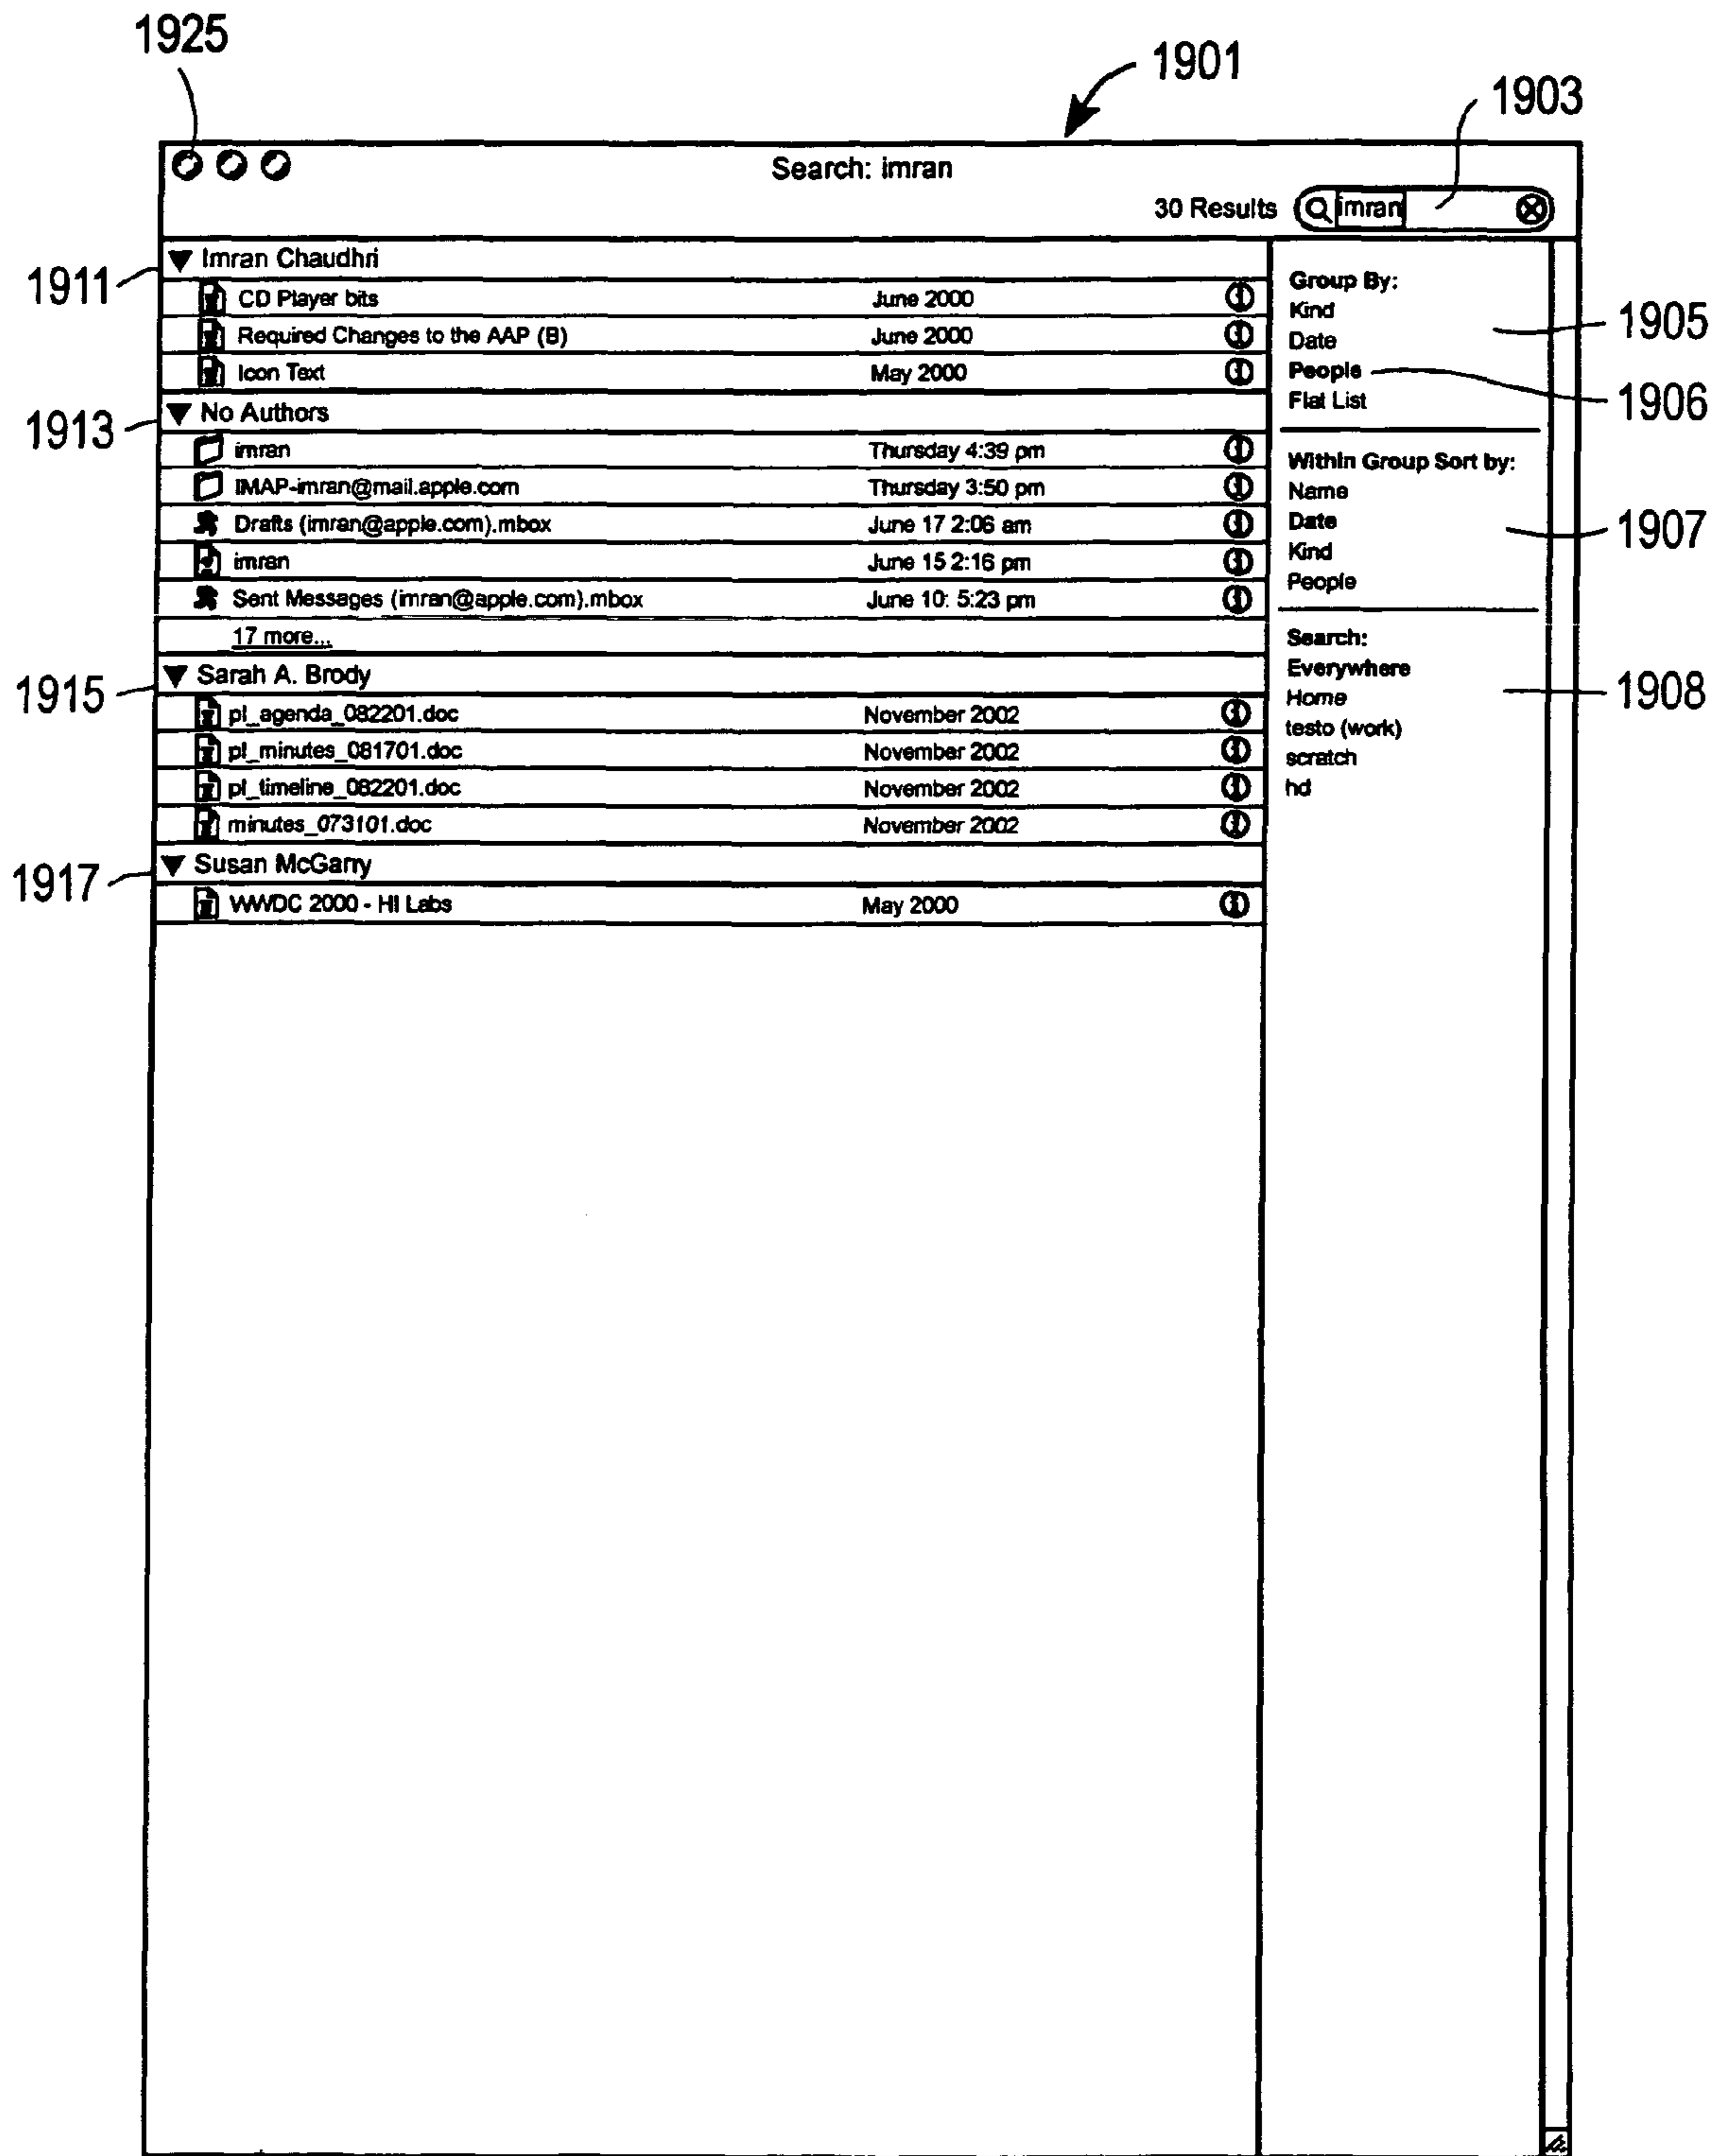 1925
1901
1903
Search: imran
30 Results
imran
1911
Imran Chaudhri
CD Player bits June 2000
Required Changes to the AAP (B) June 2000
Icon Text May 2000
1913
No Authors
imran Thursday 4:39 pm
IMAP-imran@mail.apple.com Thursday 3:50 pm
Drafts (imran@apple.com).mbox June 17 2:06 am
imran June 15 2:16 pm
Sent Messages (imran@apple.com).mbox June 10: 5:23 pm
17 more...
1915
Sarah A. Brody
pl_agenda_082201.doc November 2002
pl_minutes_081701.doc November 2002
pl_timeline_082201.doc November 2002
minutes_073101.doc November 2002
1917
Susan McGarry
WWDC 2000 - HI Labs May 2000
Group By:
Kind
Date
People
Flat List
1905
1906
Within Group Sort by:
Name
Date
Kind
People
1907
Search:
Everywhere
Home
testo (work)
scratch
hd
1908